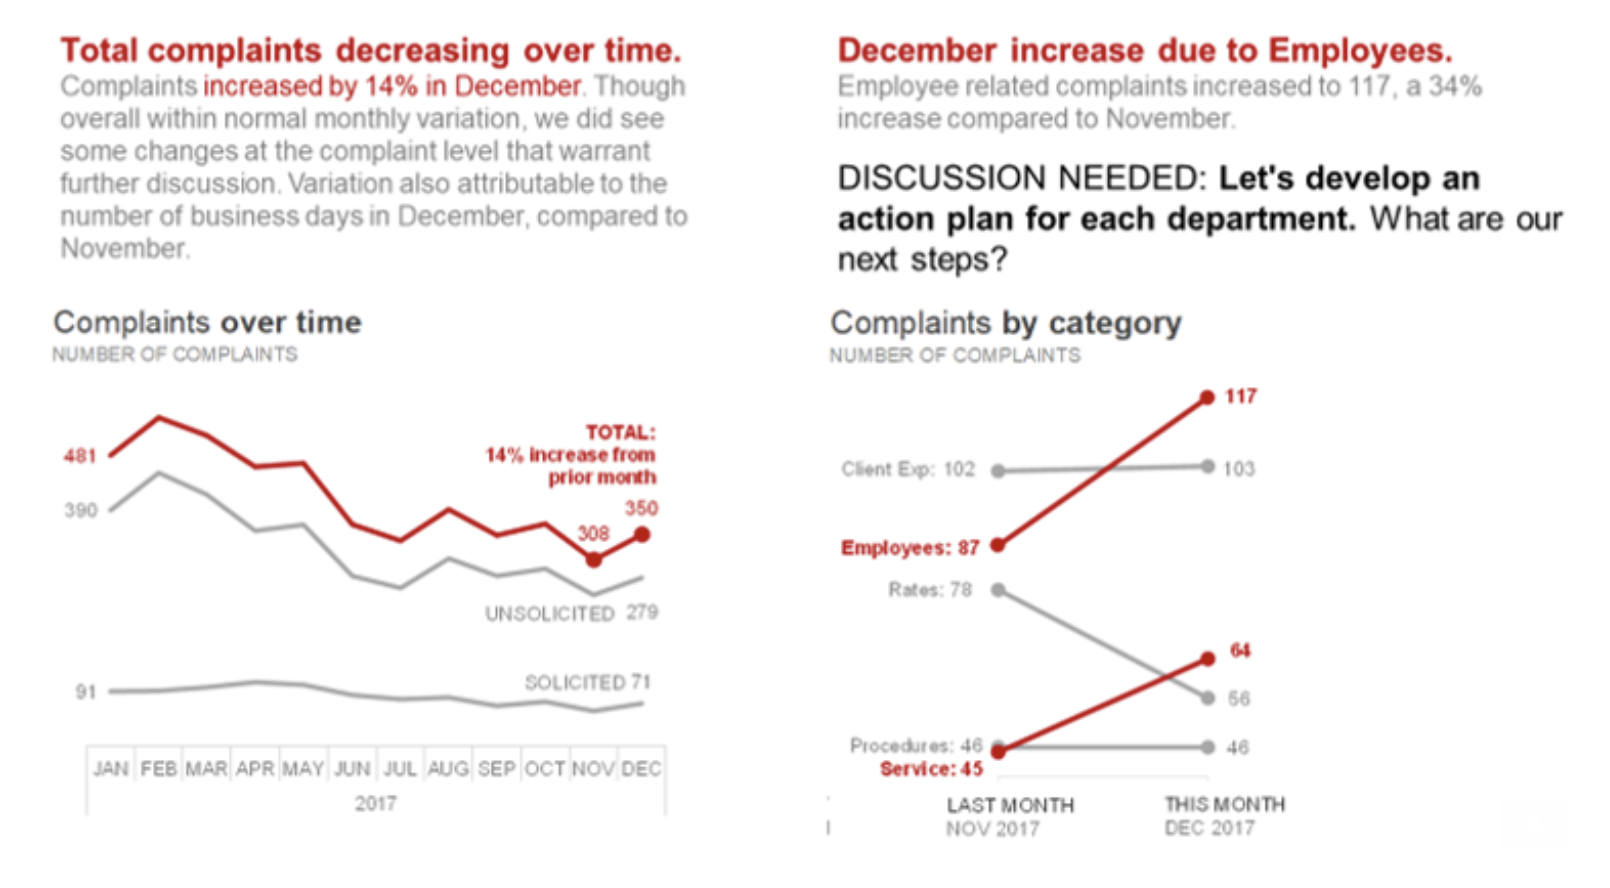 Total complaints decreasing over time.
Complaints increased by 14% in December. Though
overall within normal monthly variation, we did see
some changes at the complaint level that warrant
further discussion. Variation also attributable to the
number of business days in December, compared to
November.
Complaints over time
NUMBER OF COMPLAINTS
TOTAL:
14% increase from
prior month
481
350
308
390
UNSOLICITED 279
SOLICITED 71
91
JAN FEB MAR APR MAY JUN JUL AUG SEP OCT NOV DEC
2017
December increase due to Employees.
Employee related complaints increased to 117, a 34%
increase compared to November.
DISCUSSION NEEDED: Let's develop an
action plan for each department. What are our
next steps?
Complaints by category
NUMBER OF COMPLAINTS
117
Client Exp: 102
103
Employees: 87
Rates: 78
64
56
Procedures: 46
46
Service: 45
LAST MONTH
NOV 2017
THIS MONTH
DEC 2017